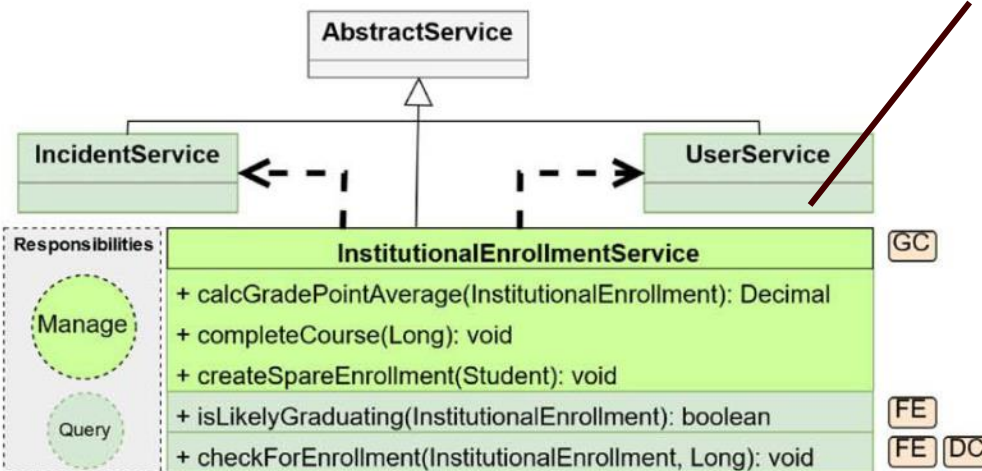 AbstractService
IncidentService
UserService
Responsibilities
InstitutionalEnrollmentService
GC
+ calcGradePointAverage(InstitutionalEnrollment): Decimal
Manage
+ completeCourse(Long): void
+ createSpareEnrollment(Student): void
Query
+ isLikelyGraduating(InstitutionalEnrollment): boolean
FE
+ checkForEnrollment(InstitutionalEnrollment, Long): void
FE
DC